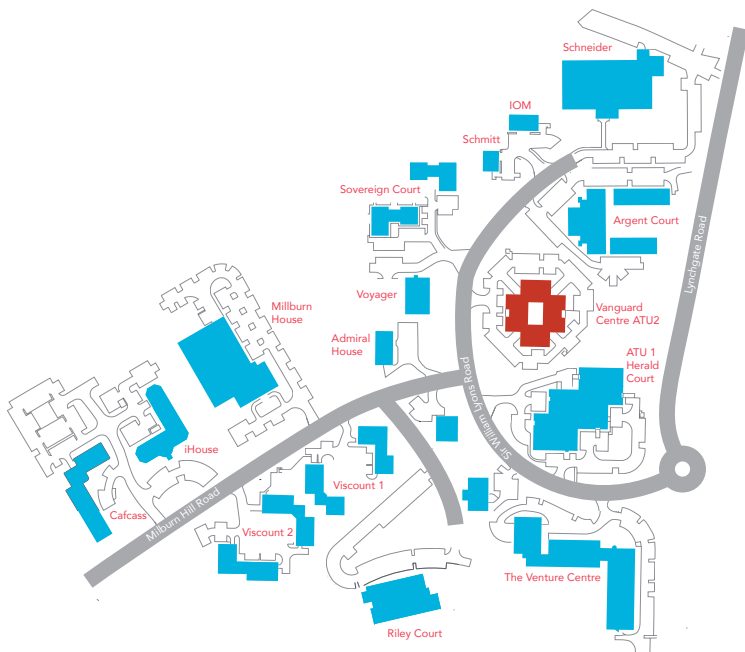 Schneider
IOM
Schmitt
Sovereign Court
Argent Court
Lynchgate Road
Voyager
Vanguard
Centre ATU2
Millburn
House
Admiral
House
ATU 1
Herald
Court
Sir William Lyons Road
iHouse
Viscount 1
Cafcass
Milburn Hill Road
Viscount 2
The Venture Centre
Riley Court